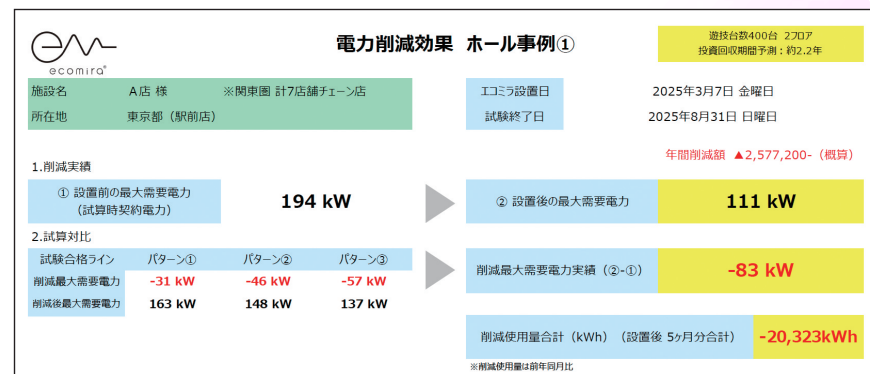 ecomira®
電力削減効果 ホール事例①
遊技台数400台 2フロア
投資回収期間予測：約2.2年
施設名 A店 様 ※関東圏 計7店舗チェーン店
所在地 東京都（駅前店）
エコミラ設置日 2025年3月7日 金曜日
試験終了日 2025年8月31日 日曜日
年間削減額 ▲2,577,200-（概算）
1.削減実績
① 設置前の最大需要電力
（試算時契約電力）
194 kW
② 設置後の最大需要電力
111 kW
2.試算対比
試験合格ライン パターン① パターン② パターン③
削減最大需要電力 -31 kW -46 kW -57 kW
削減後最大需要電力 163 kW 148 kW 137 kW
削減最大需要電力実績（②-①）
-83 kW
削減使用量合計（kWh）（設置後 5ヶ月分合計）
-20,323kWh
※削減使用量は前年同月比